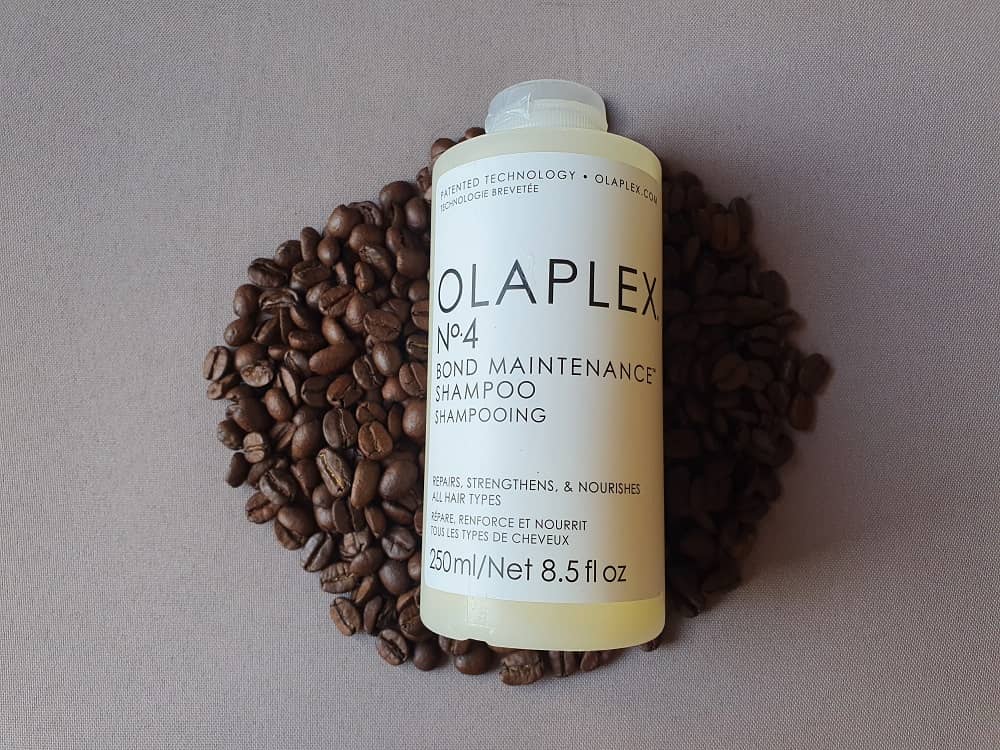 PATENTED TECHNOLOGY • OLAPLEX.COM
TECHNOLOGIE BREVETÉE
OLAPLEX.
Nº.4
BOND MAINTENANCE™
SHAMPOO
SHAMPOOING
REPAIRS, STRENGTHENS, & NOURISHES
ALL HAIR TYPES
RÉPARE, RENFORCE ET NOURRIT
TOUS LES TYPES DE CHEVEUX
250ml/Net 8.5 fl oz